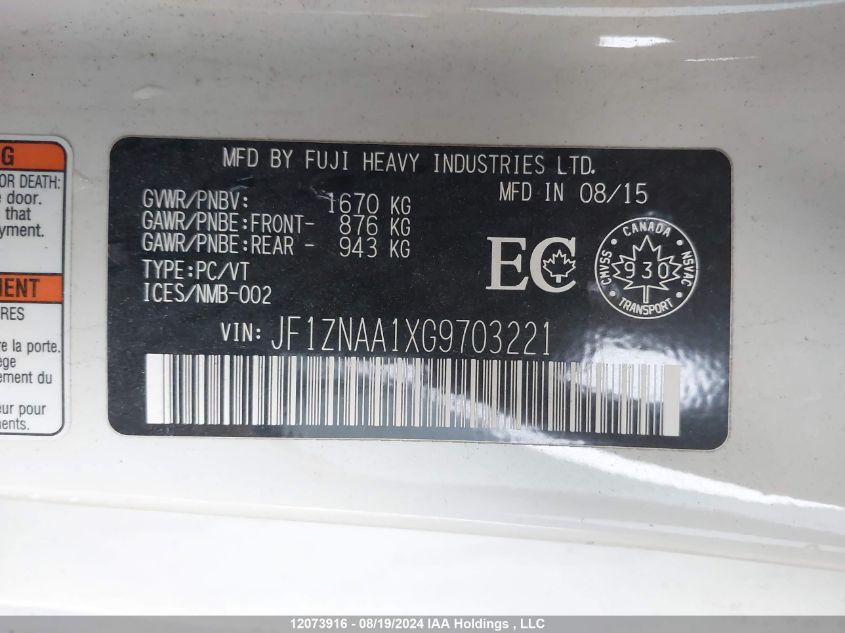 G
OR DEATH:
e door.
that
yment.
MENT
RES
re la porte.
ège
ement du
eur pour
ments.
MFD BY FUJI HEAVY INDUSTRIES LTD.
GVWR/PNBV: 1670 KG MFD IN 08/15
GAWR/PNBE:FRONT- 876 KG
GAWR/PNBE:REAR - 943 KG
TYPE:PC/VT
ICES/NMB-002
EC
CANADA
CMVSS 930 NSVAC
TRANSPORT
VIN: JF1ZNAA1XG9703221
12073916 - 08/19/2024 IAA Holdings , LLC